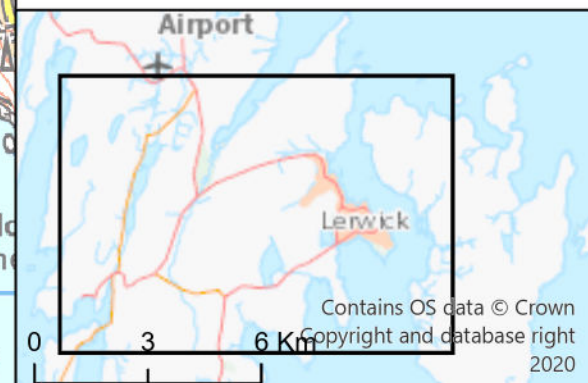 Airport
Lerwick
Contains OS data © Crown
Copyright and database right
2020
0 3 6 Km